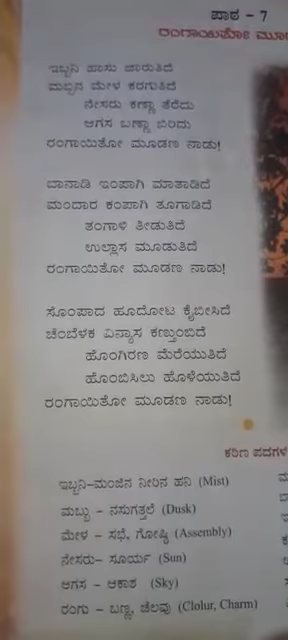 ಪಾಠ – 7
ರಂಗಾಯಿತೋ
ಇಬ್ಬನಿ ಹಾಸು ಜಾರುತಿದೆ
ಮಬ್ಬಿನ ಮೇಳ ಕರಗುತಿದೆ
ನೇಸರು ಕಣ್ಣಾ ತೆರೆದು
ಆಗಸ ಬಣ್ಣಾ ಬಿರಿದು
ರಂಗಾಯಿತೋ ಮೂಡಣ ನಾಡು!
ಬಾನಾಡಿ ಇಂಪಾಗಿ ಮಾತಾಡಿದೆ
ಮಂದಾರ ಕಂಪಾಗಿ ತೂಗಾಡಿದೆ
ತಂಗಾಳಿ ತೀಡುತಿದೆ
ಉಲ್ಲಾಸ ಮೂಡುತಿದೆ
ರಂಗಾಯಿತೋ ಮೂಡಣ ನಾಡು!
ಸೊಂಪಾದ ಹೂದೋಟ ಕೈಬೀಸಿದೆ
ಚೆಂಬೆಳಕ ವಿನ್ಯಾಸ ಕಣ್ತುಂಬಿದೆ
ಹೊಂಗಿರಣ ಮೆರೆಯುತಿದೆ
ಹೊಂಬಿಸಿಲು ಹೊಳೆಯುತಿದೆ
ರಂಗಾಯಿತೋ ಮೂಡಣ ನಾಡು!
ಕಠಿಣ ಪದಗಳ
ಇಬ್ಬನಿ–ಮಂಜಿನ ನೀರಿನ ಹನಿ (Mist)
ಮಬ್ಬು – ನಸುಗತ್ತಲೆ (Dusk)
ಮೇಳ – ಸಭೆ, ಗೋಷ್ಠಿ (Assembly)
ನೇಸರು– ಸೂರ್ಯ (Sun)
ಆಗಸ – ಆಕಾಶ (Sky)
ರಂಗು – ಬಣ್ಣ, ಚೆಲವು (Clolur, Charm)